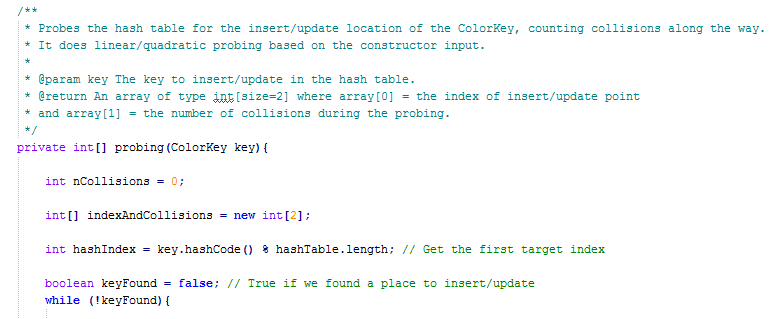 /**
* Probes the hash table for the insert/update location of the ColorKey, counting collisions along the way.
* It does linear/quadratic probing based on the constructor input.
*
* @param key The key to insert/update in the hash table.
* @return An array of type int[size=2] where array[0] = the index of insert/update point
* and array[1] = the number of collisions during the probing.
*/
private int[] probing(ColorKey key){
int nCollisions = 0;
int[] indexAndCollisions = new int[2];
int hashIndex = key.hashCode() % hashTable.length; // Get the first target index
boolean keyFound = false; // True if we found a place to insert/update
while (!keyFound){